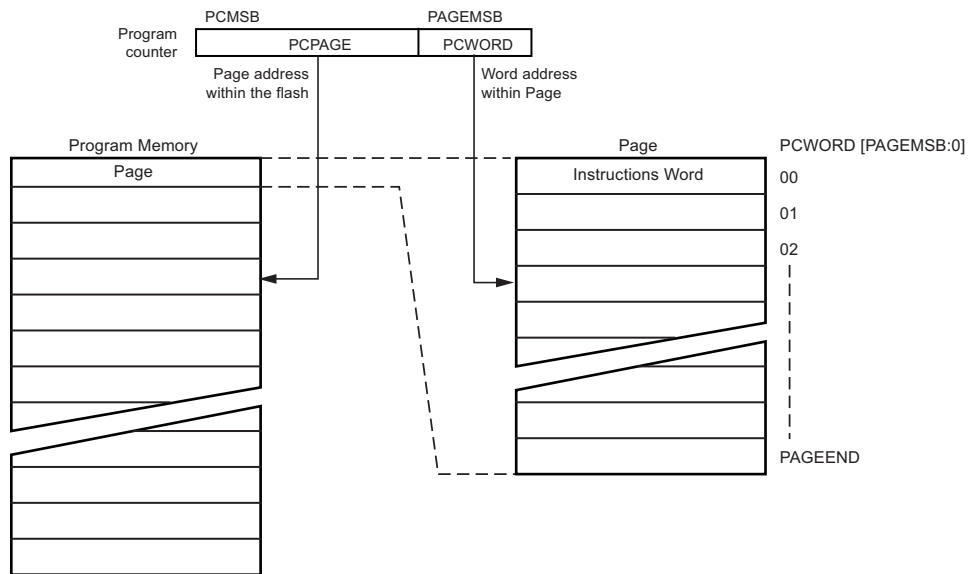 PCMSB PAGEMSB
Program
counter
PCPAGE PCWORD
Page address
within the flash
Word address
within Page
Program Memory
Page
Page
Instructions Word
PCWORD [PAGEMSB:0]
00
01
02
PAGEEND